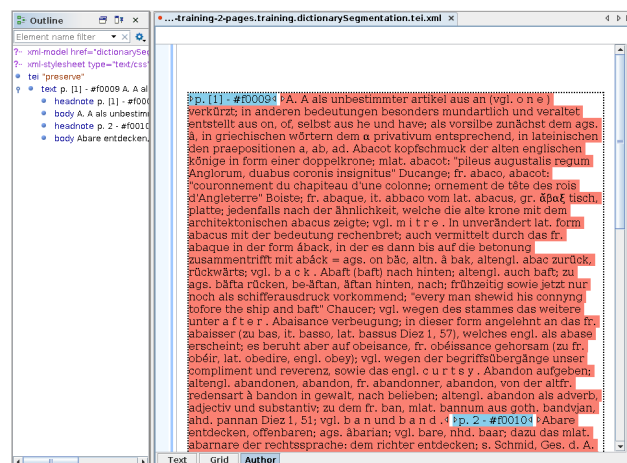 Outline
•...-training-2-pages.training.dictionarySegmentation.tei.xml ×
Element name filter
xml-model href="dictionarySeg
xml-stylesheet type="text/css"
tei "preserve"
text p. [1] - #f0009 A. A als
headnote p. [1] - #f000
body A. A als unbestimm
headnote p. 2 - #f0010
body Abare entdecken,
p. [1] - #f0009 A. A als unbestimmter artikel aus an (vgl. o n e )
verkürzt; in anderen bedeutungen besonders mundartlich und veraltet
entstellt aus on, of, selbst aus he und have; als vorsilbe zunächst dem ags.
â, in griechischen wörtern dem α privativum entsprechend, in lateinischen
den praepositionen a, ab, ad. Abacot kopfschmuck der alten englischen
könige in form einer doppelkrone; mlat. abacot: "pileus augustalis regum
Anglorum, duabus coronis insignitus" Ducange; fr. abaco, abacot:
"couronnement du chapiteau d'une colonne; ornement de tête des rois
d'Angleterre" Boiste; fr. abaque, it. abbaco vom lat. abacus, gr. ἄβαξ tisch,
platte; jedenfalls nach der ähnlichkeit, welche die alte krone mit dem
architektonischen abacus zeigte; vgl. m i t r e . In unverändert lat. form
abacus mit der bedeutung rechenbret; auch vermittelt durch das fr.
abaque in der form áback, in der es dann bis auf die betonung
zusammentrifft mit abáck = ags. on bäc, altn. â bak, altengl. abac zurück,
rückwärts; vgl. b a c k . Abaft (baft) nach hinten; altengl. auch baft; zu
ags. bäfta rücken, be-äftan, äftan hinten, nach; frühzeitig sowie jetzt nur
noch als schifferausdruck vorkommend; "every man shewid his connyng
tofore the ship and baft" Chaucer; vgl. wegen des stammes das weitere
unter a f t e r . Abaisance verbeugung; in dieser form angelehnt an das fr.
abaisser (zu bas, it. basso, lat. bassus Diez 1, 57), welches engl. als abase
erscheint; es beruht aber auf obeisance, fr. obéissance gehorsam (zu fr.
obéir, lat. obedire, engl. obey); vgl. wegen der begriffsübergänge unser
compliment und reverenz, sowie das engl. c u r t s y . Abandon aufgeben;
altengl. abandonen, abandon, fr. abandonner, abandon, von der altfr.
redensart à bandon in gewalt, nach belieben; altengl. abandon als adverb,
adjectiv und substantiv; zu dem fr. ban, mlat. bannum aus goth. bandvjan,
ahd. pannan Diez 1, 51; vgl. b a n und b a n d . p. 2 - #f0010 Abare
entdecken, offenbaren; ags. âbarian; vgl. bare, nhd. baar; dazu das mlat.
abarnare der rechtssprache: dem richter entdecken; s. Schmid, Ges. d. A.
Text Grid Author